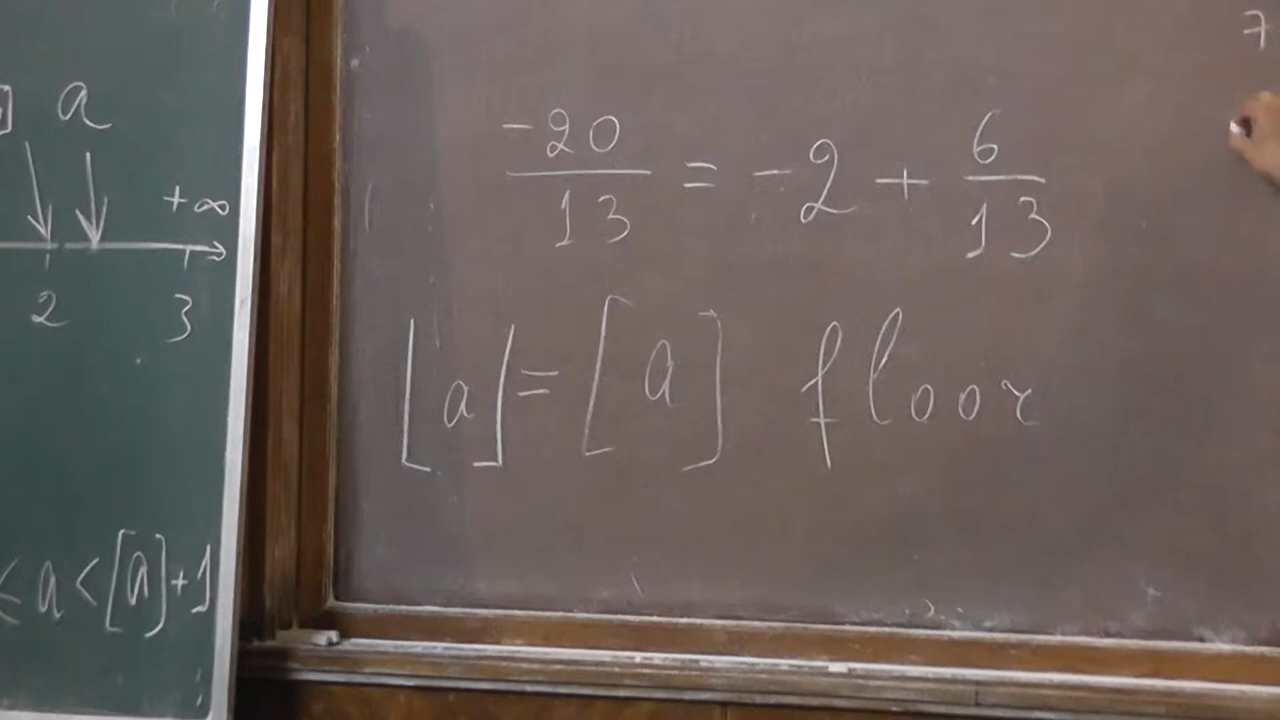 a
+∞
2 3
≤ a < [a]+1
-20/13 = -2 + 6/13
⌊a⌋ = [a] floor
7